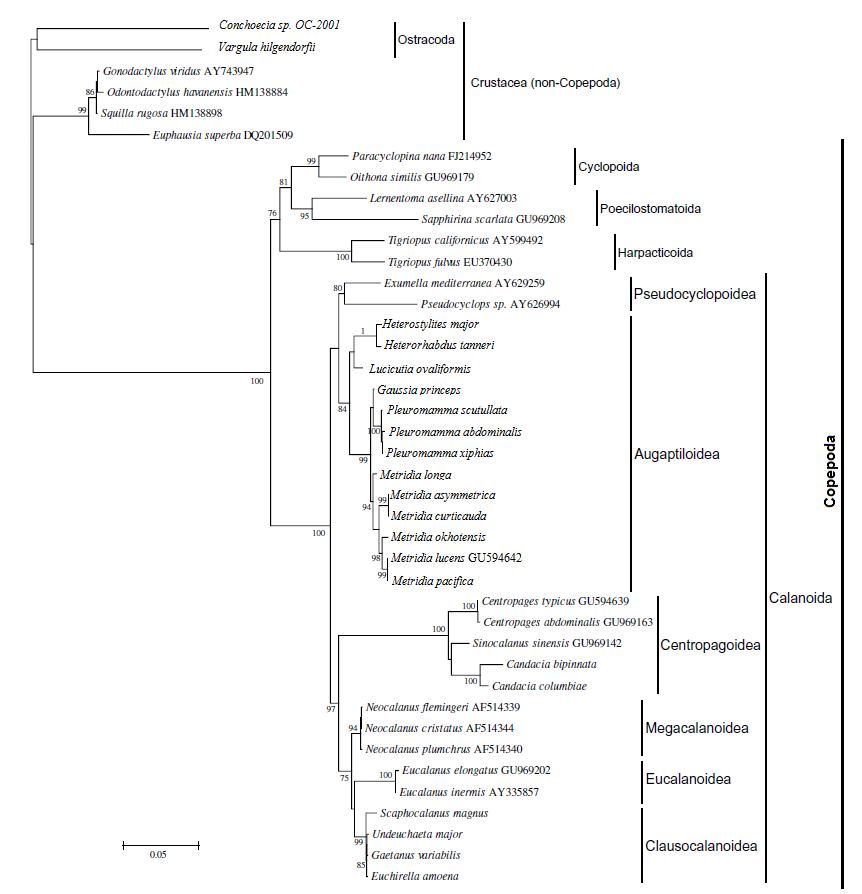 Conchoecia sp. OC-2001
Vargula hilgendorfii
Ostracoda
Gonodactylus viridus AY743947
86
Odontodactylus havanensis HM138884
Crustacea (non-Copepoda)
99
Squilla rugosa HM138898
Euphausia superba DQ201509
99
Paracyclopina nana FJ214952
Cyclopoida
Oithona similis GU969179
81
Lernentoma asellina AY627003
Poecilostomatoida
76
95
Sapphirina scarlata GU969208
Tigriopus californicus AY599492
Harpacticoida
100
Tigriopus fulvus EU370430
80
Exumella mediterranea AY629259
Pseudocyclopoidea
Pseudocyclops sp. AY626994
Heterostylites major
1
Heterorhabdus tanneri
Lucicutia ovaliformis
100
Gaussia princeps
84
Pleuromamma scutullata
100
Pleuromamma abdominalis
Augaptiloidea
Pleuromamma xiphias
99
Metridia longa
Metridia asymmetrica
99
94
Metridia curticauda
100
Metridia okhotensis
98
Metridia lucens GU594642
99
Metridia pacifica
Copepoda
Calanoida
100
Centropages typicus GU594639
Centropages abdominalis GU969163
100
Sinocalanus sinensis GU969142
Centropagoidea
Candacia bipinnata
100
Candacia columbiae
97
Neocalanus flemingeri AF514339
94
Neocalanus cristatus AF514344
Megacalanoidea
Neocalanus plumchrus AF514340
75
100
Eucalanus elongatus GU969202
Eucalanoidea
Eucalanus inermis AY335857
Scaphocalanus magnus
99
Undeuchaeta major
Clausocalanoidea
Gaetanus variabilis
85
Euchirella amoena
0.05